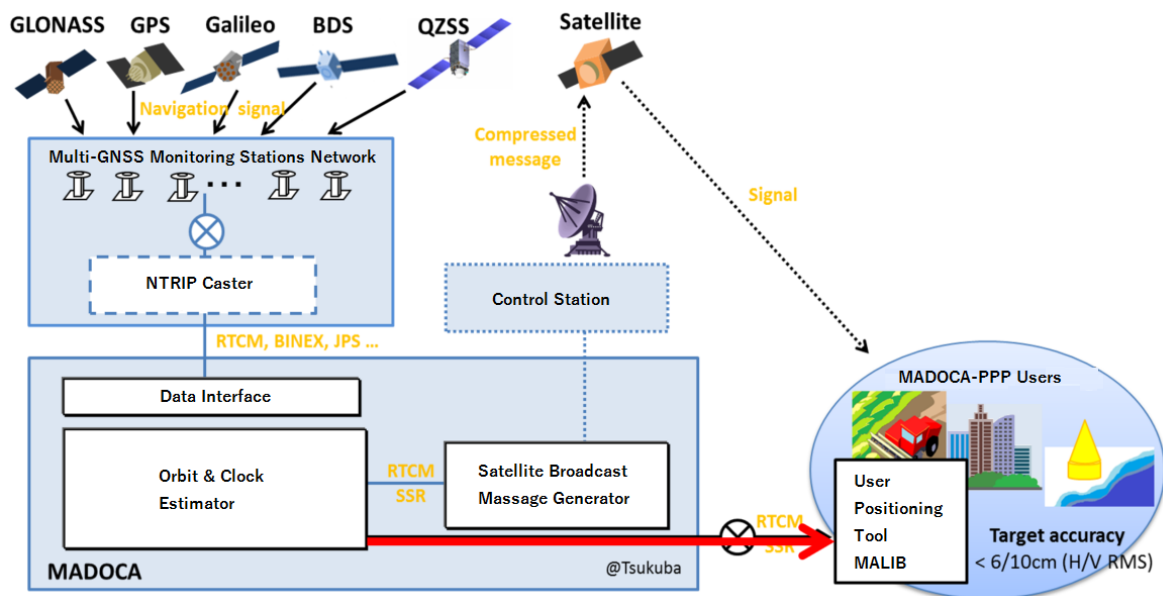 GLONASS
GPS
Galileo
BDS
QZSS
Satellite
Navigation signal
Multi-GNSS Monitoring Stations Network
NTRIP Caster
Compressed
message
Signal
Control Station
RTCM, BINEX, JPS ...
Data Interface
Orbit & Clock
Estimator
RTCM
SSR
Satellite Broadcast
Massage Generator
MADOCA
@Tsukuba
RTCM
SSR
MADOCA-PPP Users
User
Positioning
Tool
MALIB
Target accuracy
< 6/10cm (H/V RMS)